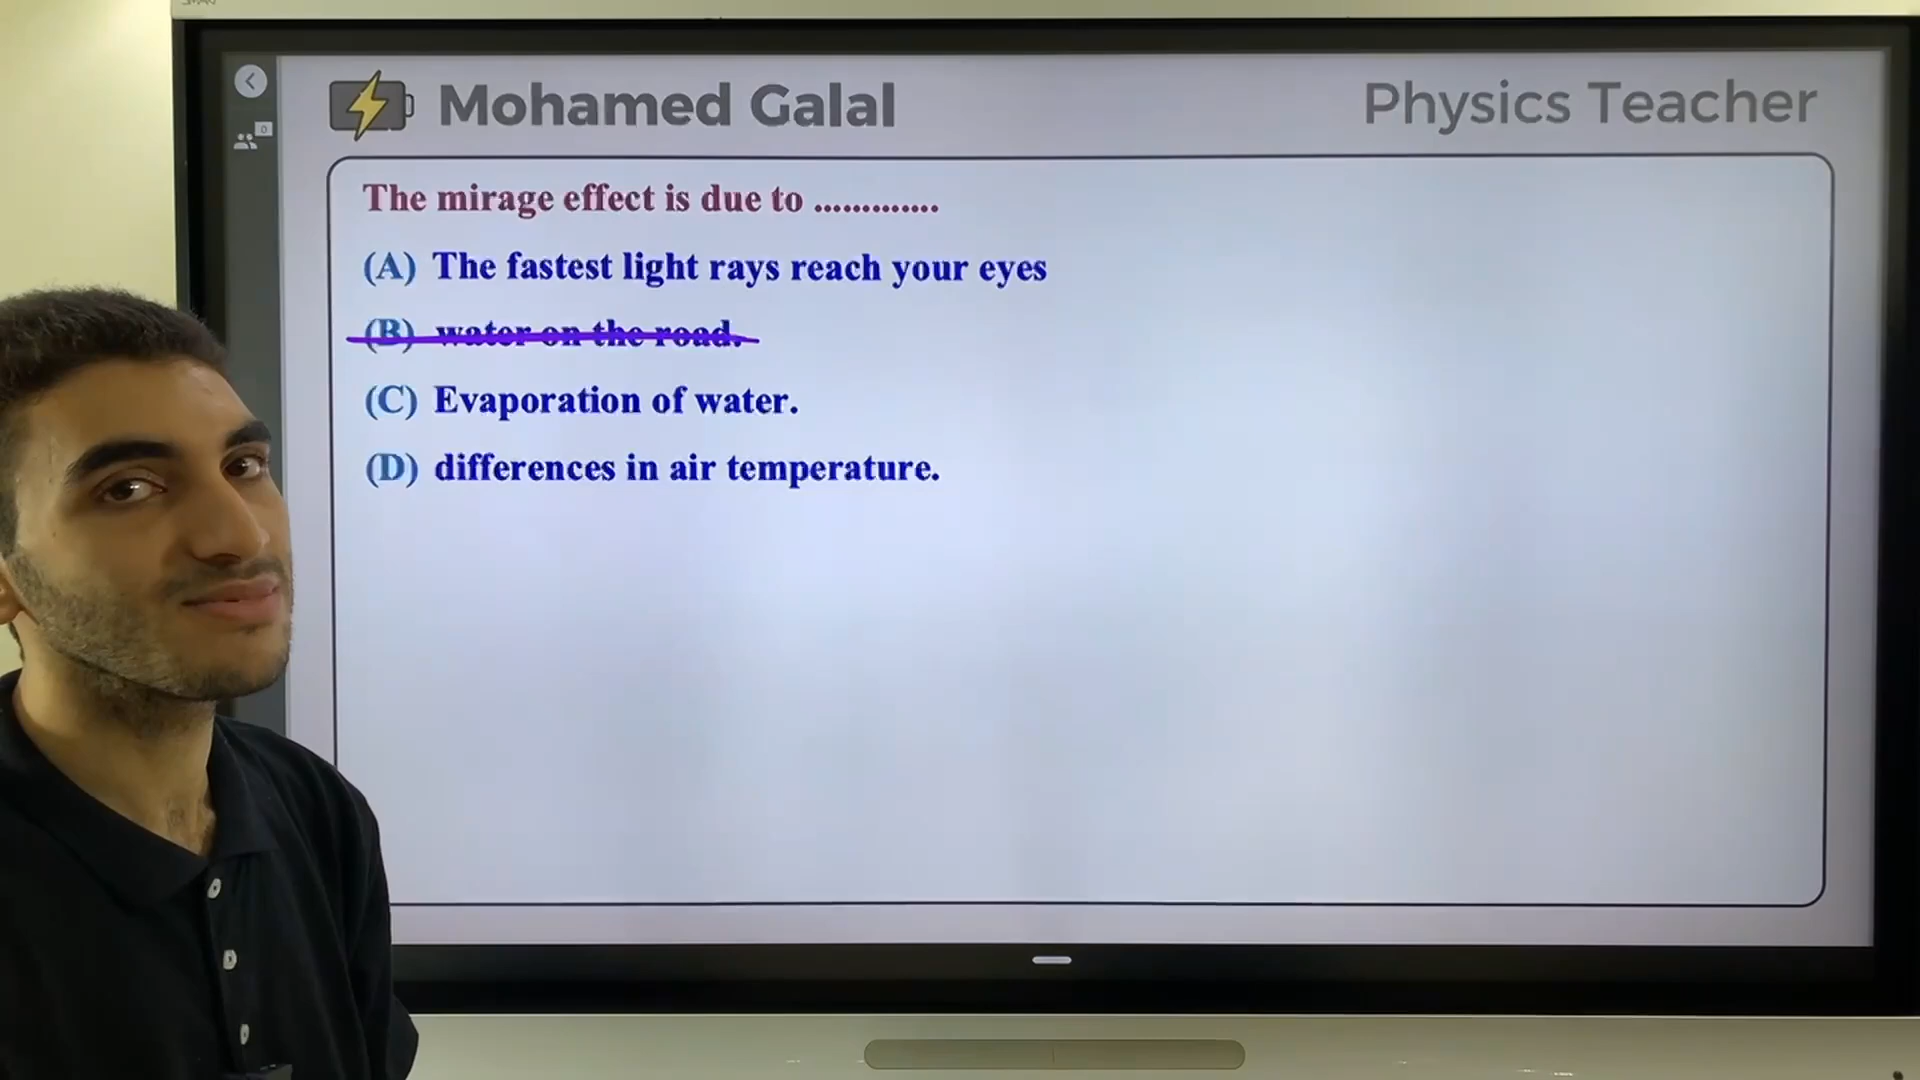 Mohamed Galal
Physics Teacher
0
The mirage effect is due to .............
(A) The fastest light rays reach your eyes
(B) water on the road.
(C) Evaporation of water.
(D) differences in air temperature.